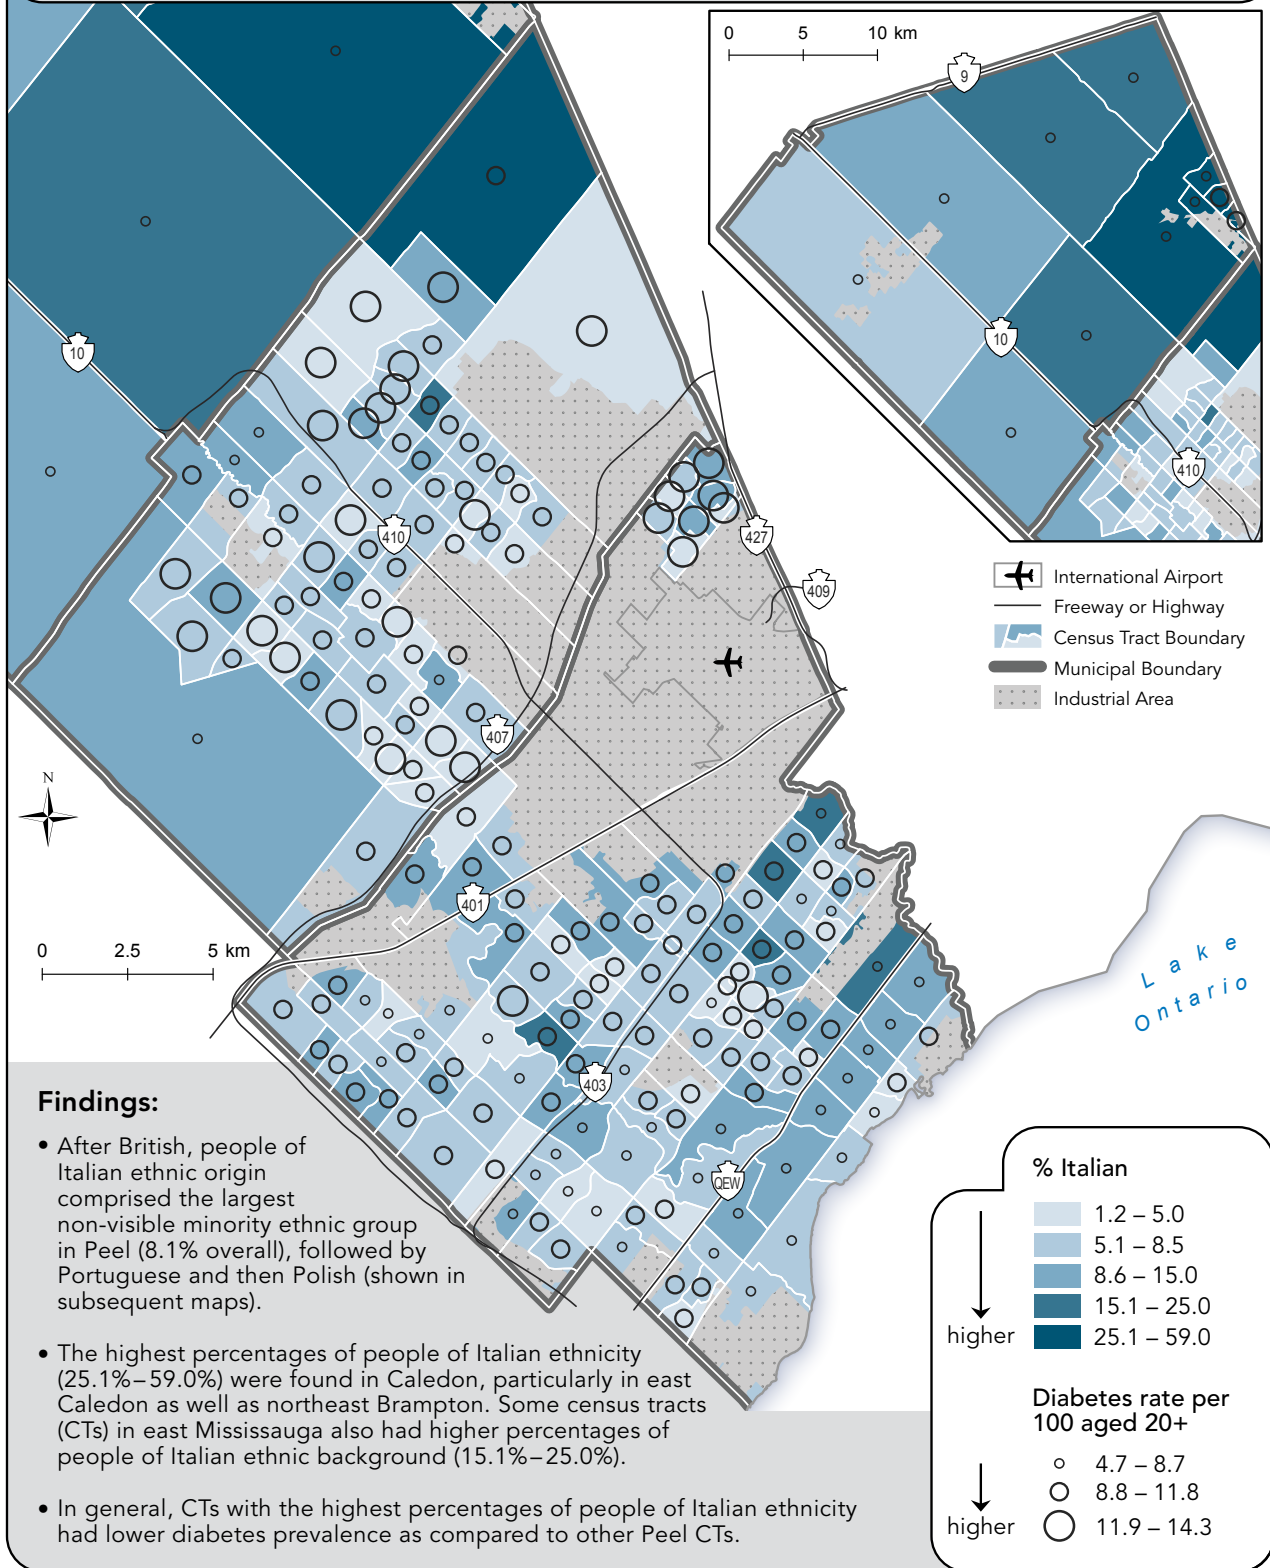 0 5 10 km
9
10
410
10
410
427
409
407
401
403
QEW
N
0 2.5 5 km
International Airport
Freeway or Highway
Census Tract Boundary
Municipal Boundary
Industrial Area
Lake
Ontario
Findings:
• After British, people of
Italian ethnic origin
comprised the largest
non-visible minority ethnic group
in Peel (8.1% overall), followed by
Portuguese and then Polish (shown in
subsequent maps).
• The highest percentages of people of Italian ethnicity
(25.1%–59.0%) were found in Caledon, particularly in east
Caledon as well as northeast Brampton. Some census tracts
(CTs) in east Mississauga also had higher percentages of
people of Italian ethnic background (15.1%–25.0%).
• In general, CTs with the highest percentages of people of Italian ethnicity
had lower diabetes prevalence as compared to other Peel CTs.
% Italian
1.2 – 5.0
5.1 – 8.5
8.6 – 15.0
15.1 – 25.0
25.1 – 59.0
higher
Diabetes rate per
100 aged 20+
4.7 – 8.7
8.8 – 11.8
11.9 – 14.3
higher